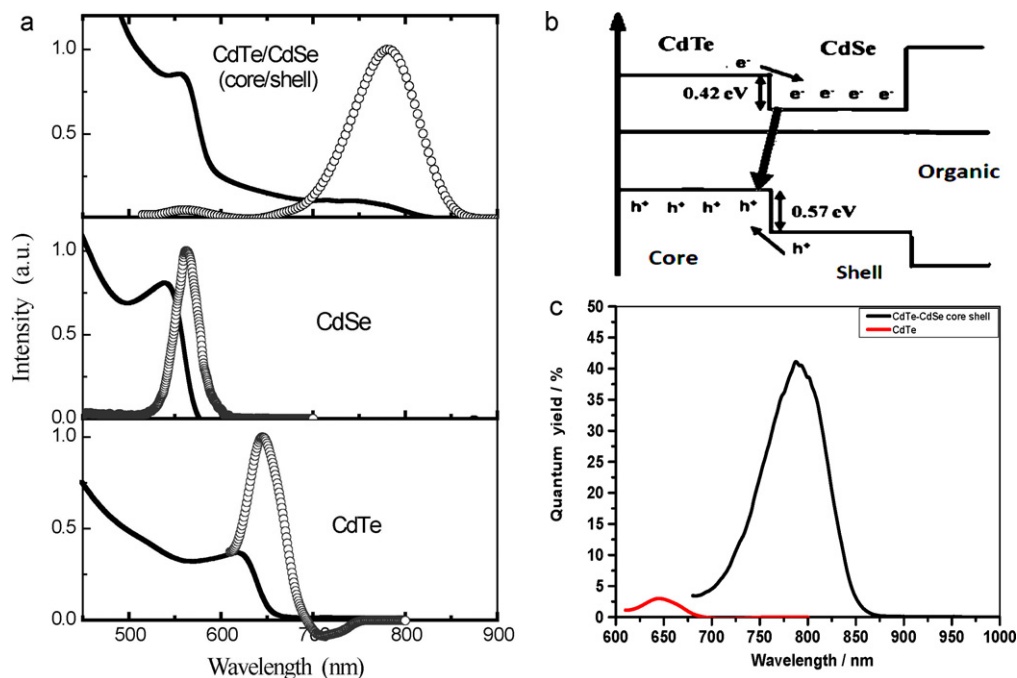 a
CdTe/CdSe
(core/shell)
1.0
0.5
CdSe
1.0
0.5
0.0
CdTe
1.0
0.5
0.0
500 600 700 800 900
Intensity (a.u.)
Wavelength (nm)
b
CdTe CdSe
e-
0.42 eV
e- e- e- e-
Organic
h+ h+ h+ h+
0.57 eV
h+
Core
Shell
c
CdTe-CdSe core shell
CdTe
50
45
40
35
30
25
20
15
10
5
0
600 650 700 750 800 850 900 925 1000
Quantum yield / %
Wavelength / nm